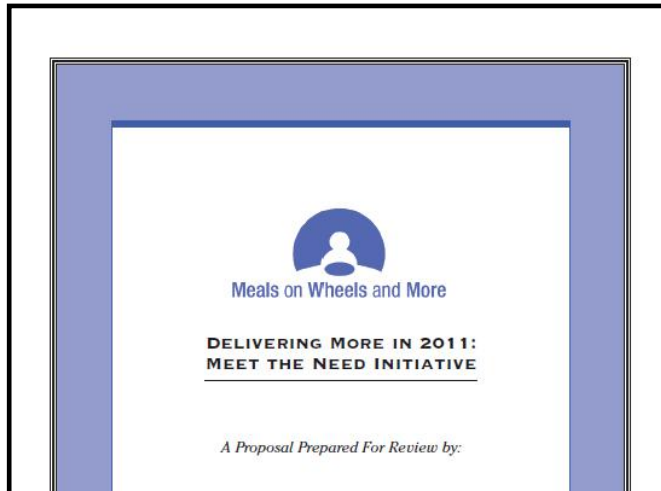 Meals on Wheels and More
DELIVERING MORE IN 2011:
MEET THE NEED INITIATIVE
A Proposal Prepared For Review by: